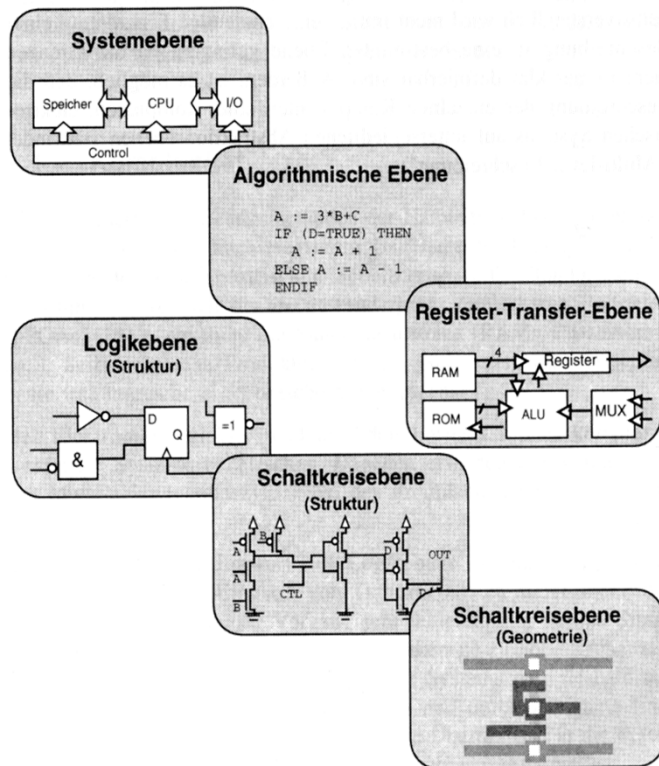 Systemebene
Speicher CPU I/O
Control
Algorithmische Ebene
A := 3*B+C
IF (D=TRUE) THEN
A := A + 1
ELSE A := A - 1
ENDIF
Register-Transfer-Ebene
4
RAM Register
ROM ALU MUX
Logikebene
(Struktur)
D
Q =1
&
Schaltkreisebene
(Struktur)
A B D OUT
A
CTL
B
Schaltkreisebene
(Geometrie)